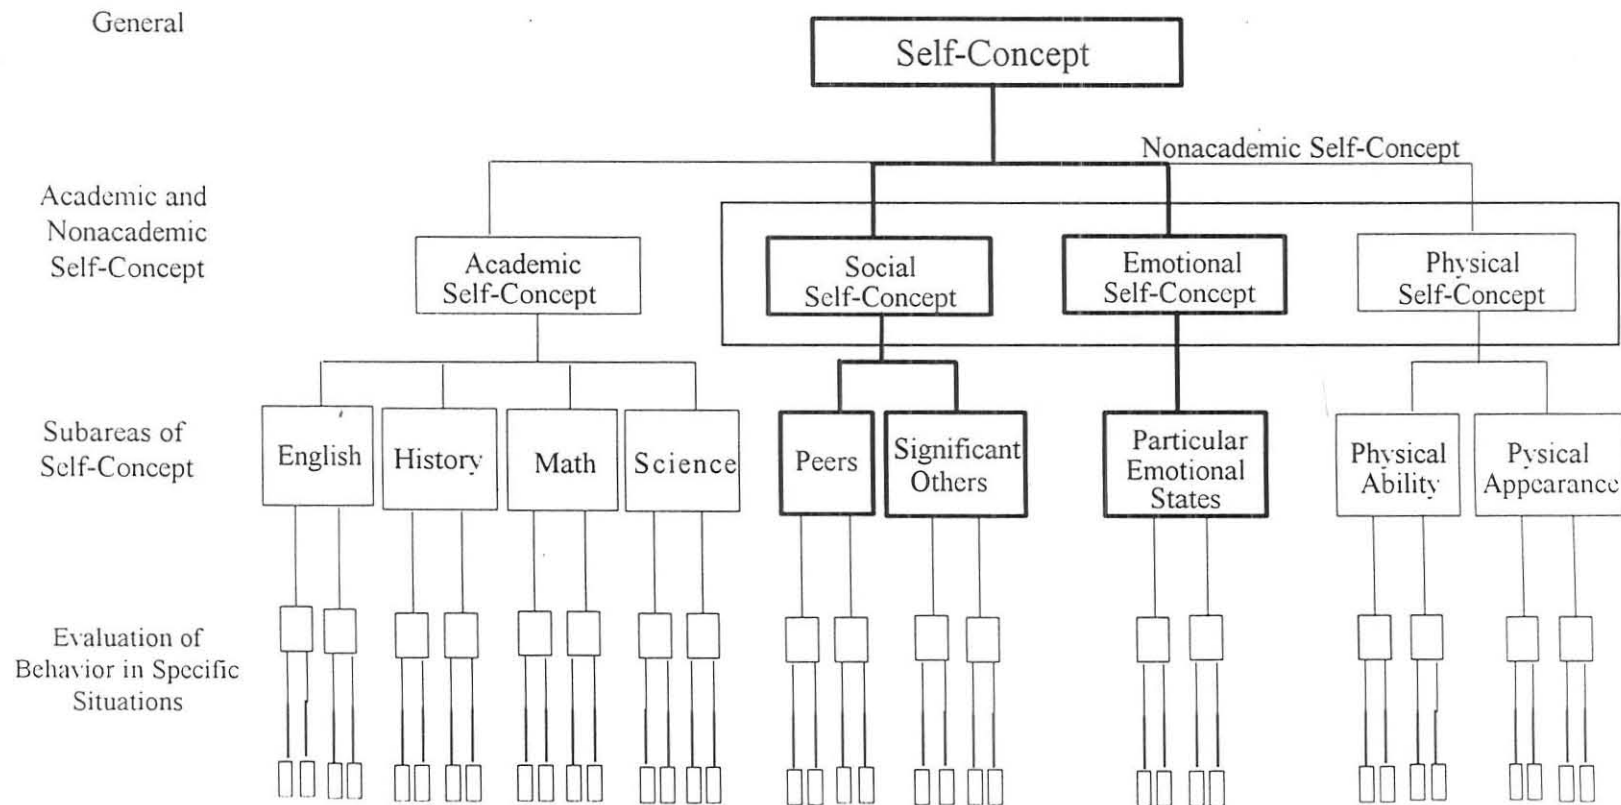 General
Self-Concept
Nonacademic Self-Concept
Academic and
Nonacademic
Self-Concept
Academic
Self-Concept
Social
Self-Concept
Emotional
Self-Concept
Physical
Self-Concept
Subareas of
Self-Concept
English
History
Math
Science
Peers
Significant
Others
Particular
Emotional
States
Physical
Ability
Pysical
Appearance
Evaluation of
Behavior in Specific
Situations